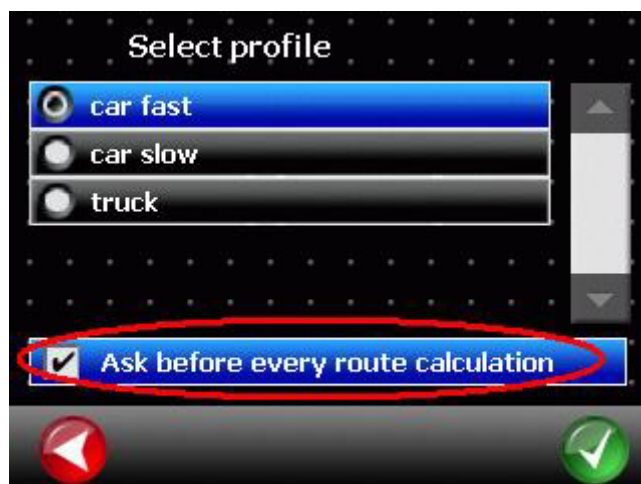 Select profile
car fast
car slow
truck
Ask before every route calculation